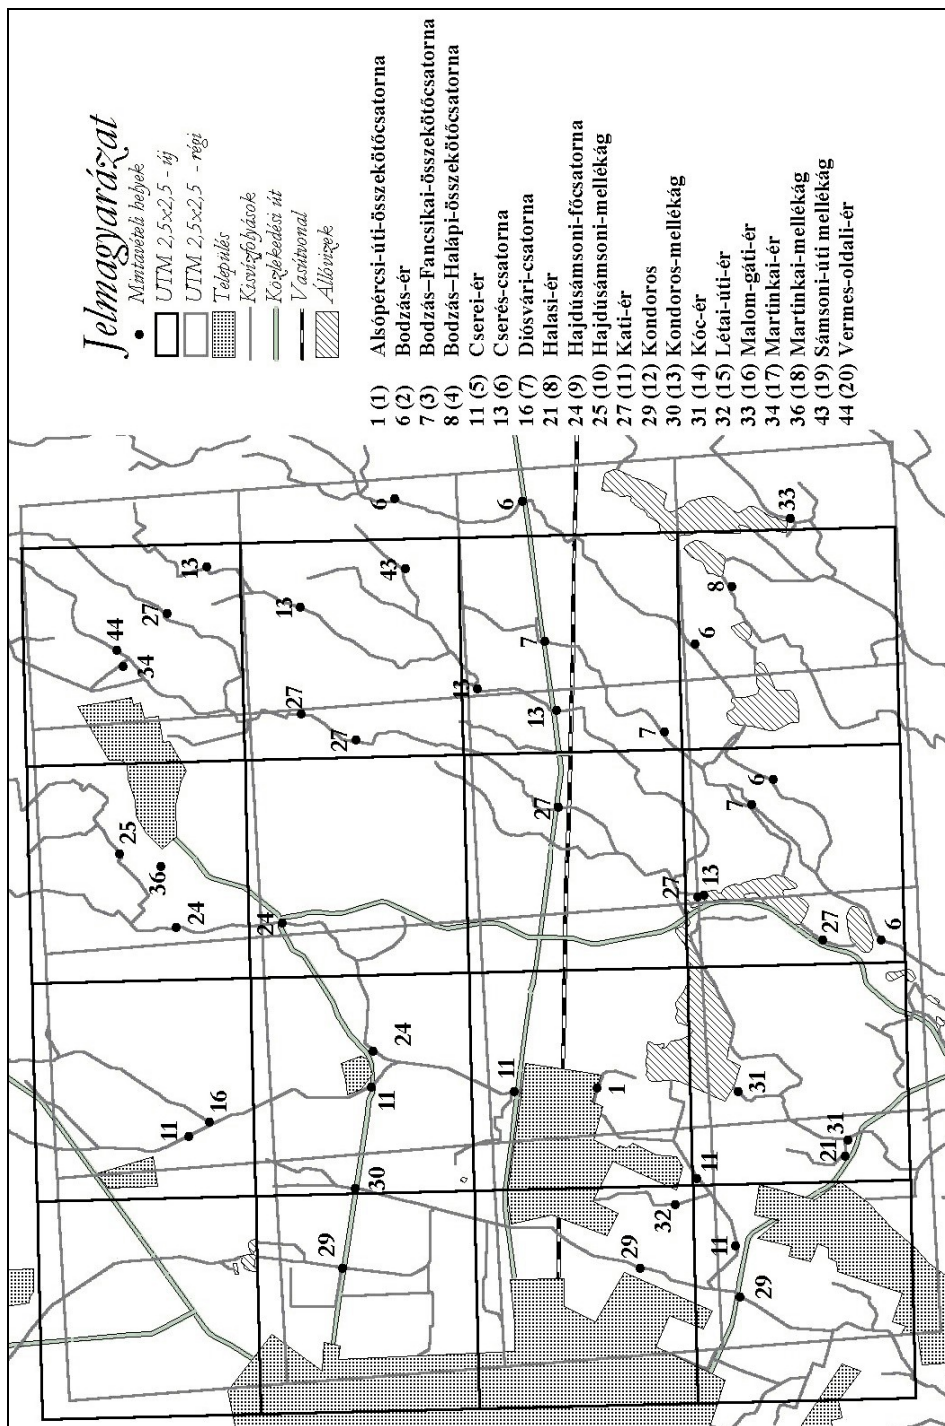 Jelmagyarázat
Mintavételi helyek
UTM 2,5x2,5 - új
UTM 2,5x2,5 - régi
Település
Kisvízfolyások
Közlekedési út
Vasútvonal
Állóvizek
1 (1) Alsópércsi-úti-összekötőcsatorna
6 (2) Bodzás-ér
7 (3) Bodzás–Fancsikai-összekötőcsatorna
8 (4) Bodzás-Halápi-összekötőcsatorna
11 (5) Cserei-ér
13 (6) Cserés-csatorna
16 (7) Diósvári-csatorna
21 (8) Halasi-ér
24 (9) Hajdúsámsoni-főcsatorna
25 (10) Hajdúsámsoni-mellékág
27 (11) Kati-ér
29 (12) Kondoros
30 (13) Kondoros-mellékág
31 (14) Kóc-ér
32 (15) Létai-úti-ér
33 (16) Malom-gáti-ér
34 (17) Martinkai-ér
36 (18) Martinkai-mellékág
43 (19) Sámsoni-úti mellékág
44 (20) Vermes-oldali-ér
6
6
33
13
43
27
13
44
34
8
7
6
13
27
13
27
7
6
7
25
27
36
13
27
24
24
27
6
24
11
11
1
31
16
11
31
21
11
30
32
29
29
11
29